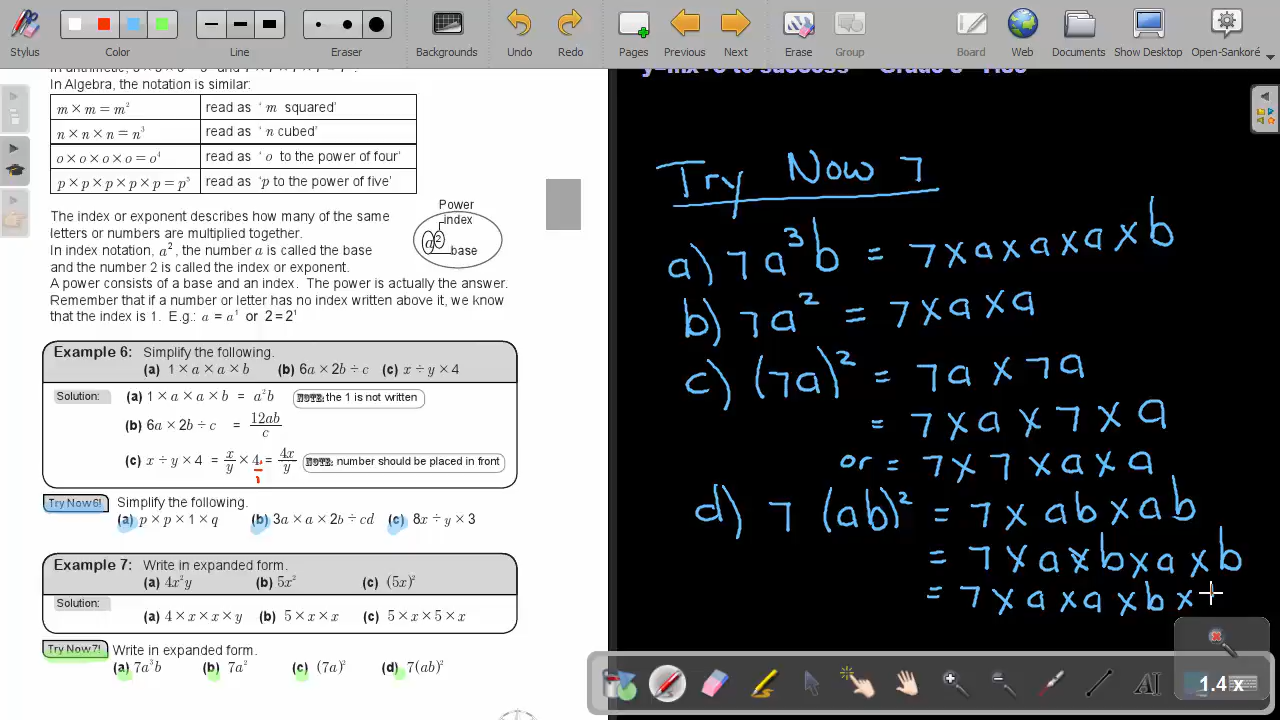 Stylus Color Line Eraser Backgrounds Undo Redo Pages Previous Next Erase Group Board Web Documents Show Desktop Open-Sankoré
In Algebra, the notation is similar:
m × m = m² read as ' m squared'
n × n × n = n³ read as ' n cubed'
o × o × o × o = o⁴ read as ' o to the power of four'
p × p × p × p × p = p⁵ read as 'p to the power of five'
The index or exponent describes how many of the same
letters or numbers are multiplied together.
In index notation, a², the number a is called the base
and the number 2 is called the index or exponent.
A power consists of a base and an index. The power is actually the answer.
Remember that if a number or letter has no index written above it, we know
that the index is 1. E.g.: a = a¹ or 2 = 2¹
Power
index
a²
base
Example 6: Simplify the following.
(a) 1 × a × a × b (b) 6a × 2b ÷ c (c) x ÷ y × 4
Solution: (a) 1 × a × a × b = a²b NOTE: the 1 is not written
(b) 6a × 2b ÷ c = 12ab/c
(c) x ÷ y × 4 = x/y × 4/1 = 4x/y NOTE: number should be placed in front
Try Now 6! Simplify the following.
(a) p × p × 1 × q (b) 3a × a × 2b ÷ cd (c) 8x ÷ y × 3
Example 7: Write in expanded form.
(a) 4x²y (b) 5x² (c) (5x)²
Solution:
(a) 4 × x × x × y (b) 5 × x × x (c) 5 × x × 5 × x
Try Now 7! Write in expanded form.
(a) 7a³b (b) 7a² (c) (7a)² (d) 7(ab)²
Try Now 7
a) 7a³b = 7 × a × a × a × b
b) 7a² = 7 × a × a
c) (7a)² = 7a × 7a
= 7 × a × 7 × a
or = 7 × 7 × a × a
d) 7 (ab)² = 7 × ab × ab
= 7 × a × b × a × b
= 7 × a × a × b ×
1.4 x